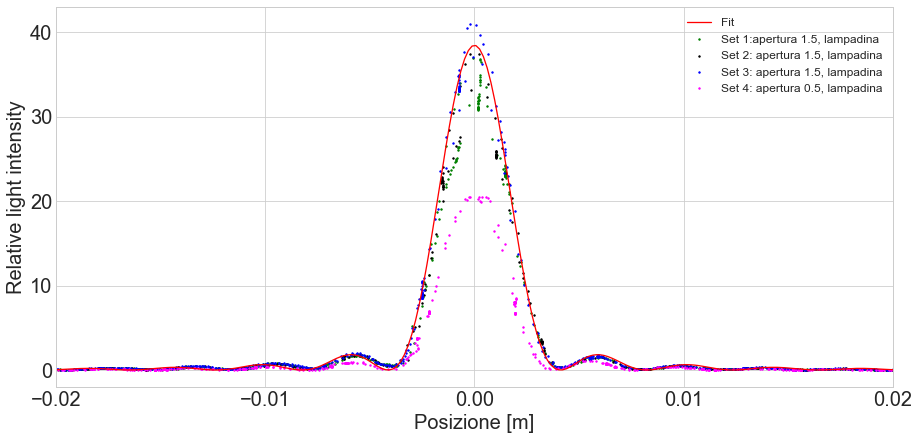 Relative light intensity
40
30
20
10
0
−0.02
−0.01
0.00
0.01
0.02
Posizione [m]
Fit
Set 1:apertura 1.5, lampadina
Set 2: apertura 1.5, lampadina
Set 3: apertura 1.5, lampadina
Set 4: apertura 0.5, lampadina